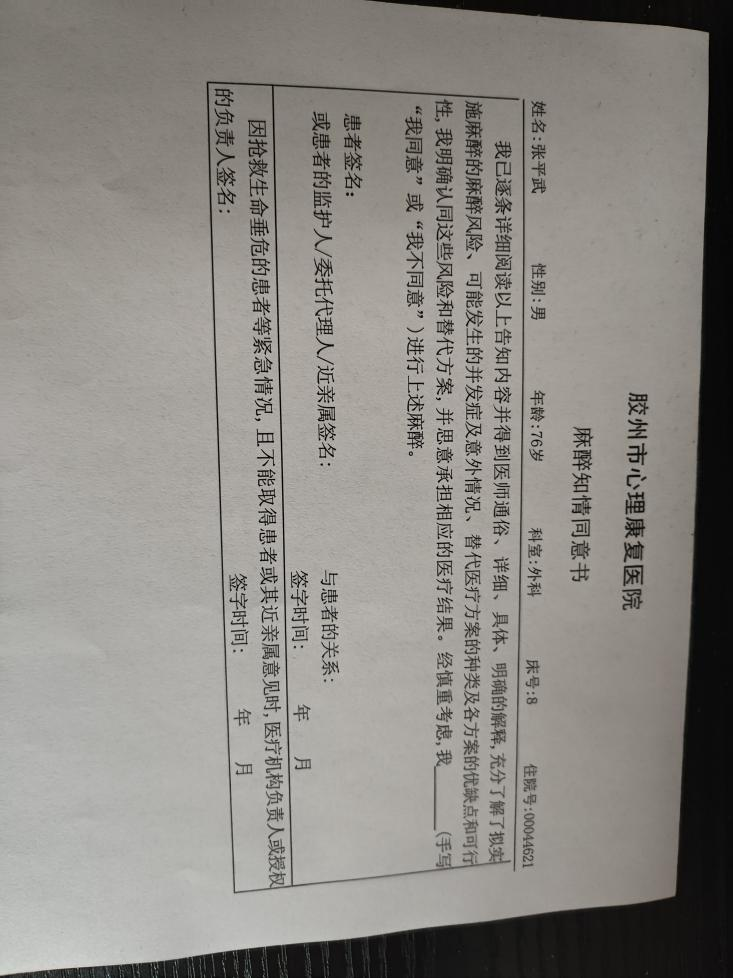 胶州市心理康复医院
麻醉知情同意书
姓名:张平武 性别:男 年龄:76岁 科室:外科 床号:8 住院号:00044621
我已逐条详细阅读以上告知内容并得到医师通俗、详细、具体、明确的解释,充分了解了拟实
施麻醉的麻醉风险、可能发生的并发症及意外情况、替代医疗方案的种类及各方案的优缺点和可行
性,我明确认同这些风险和替代方案,并思意承担相应的医疗结果。经慎重考虑,我______(手写
“我同意”或“我不同意”)进行上述麻醉。
患者签名:
或患者的监护人/委托代理人/近亲属签名: 与患者的关系:
签字时间: 年 月
因抢救生命垂危的患者等紧急情况,且不能取得患者或其近亲属意见时,医疗机构负责人或授权
的负责人签名: 签字时间: 年 月